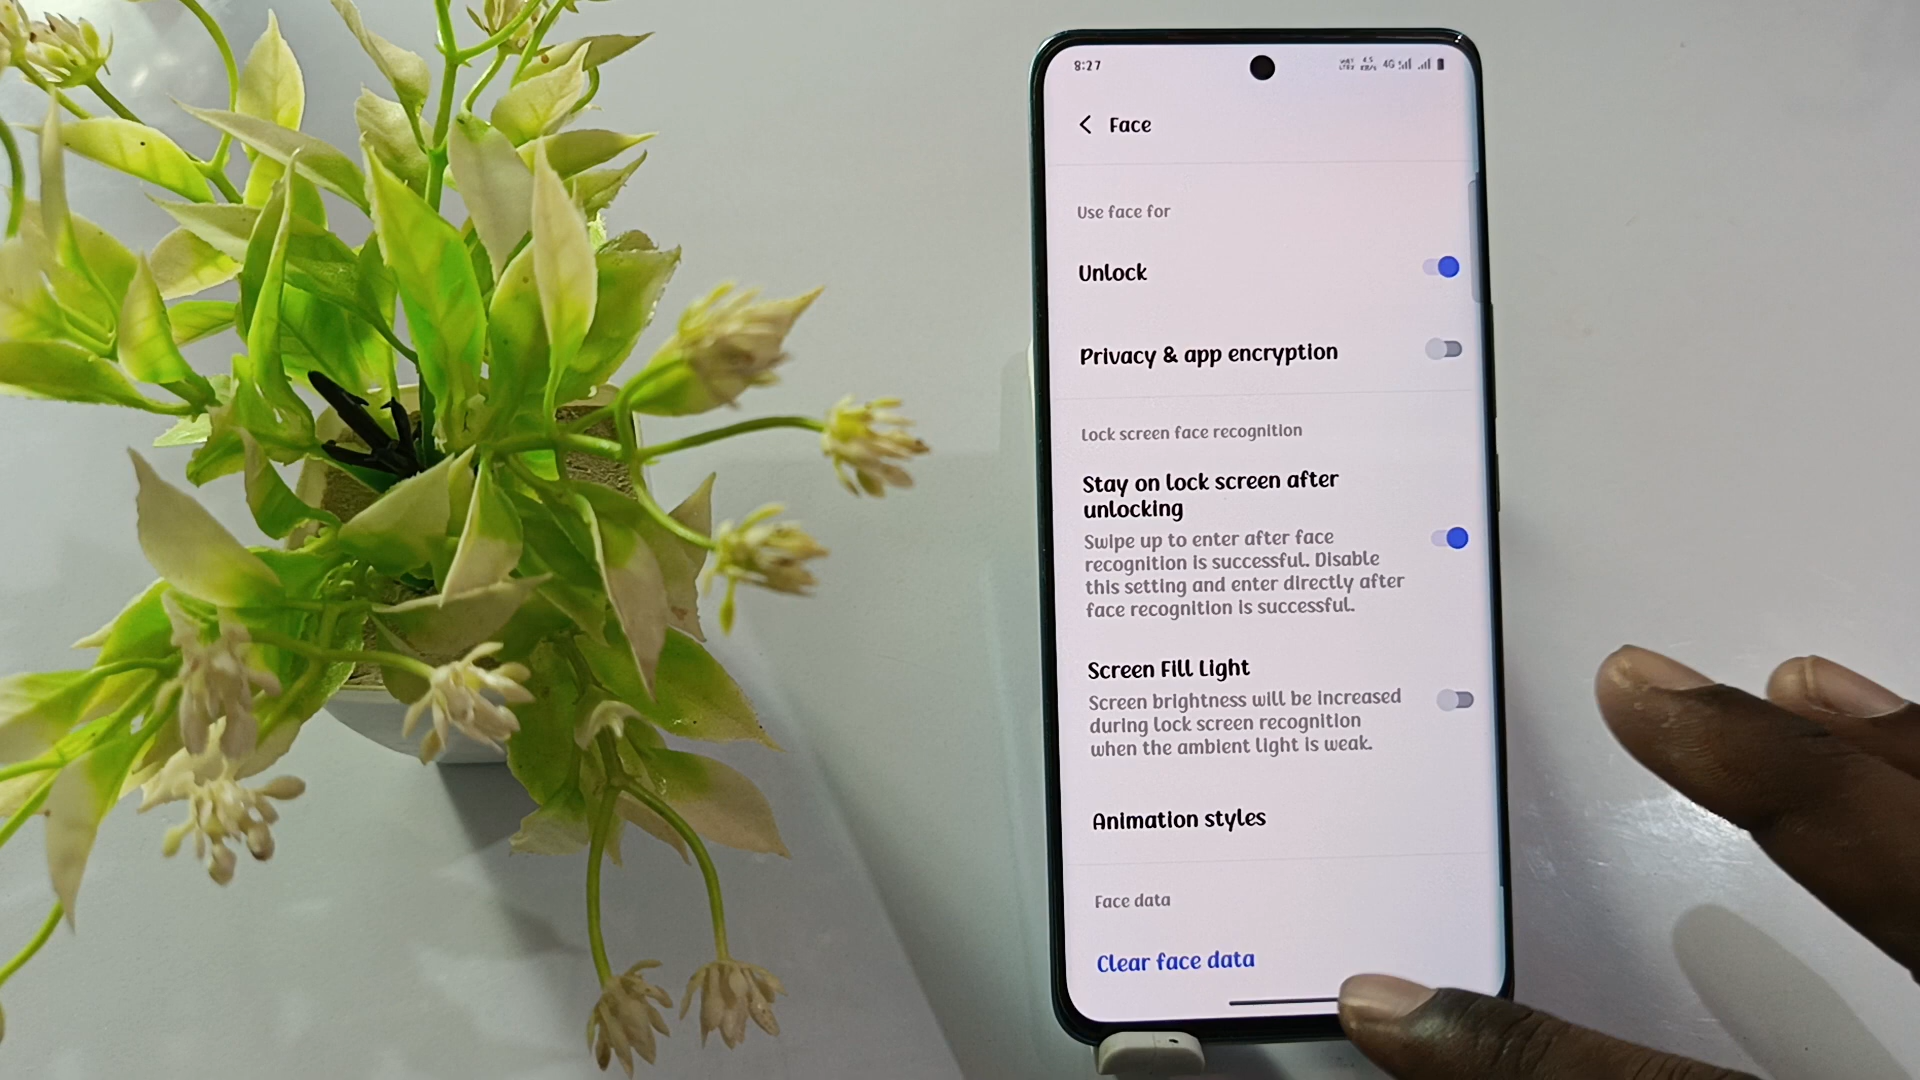 8:27
4G
Face
Use face for
Unlock
Privacy & app encryption
Lock screen face recognition
Stay on lock screen after
unlocking
Swipe up to enter after face
recognition is successful. Disable
this setting and enter directly after
face recognition is successful.
Screen Fill Light
Screen brightness will be increased
during lock screen recognition
when the ambient light is weak.
Animation styles
Face data
Clear face data